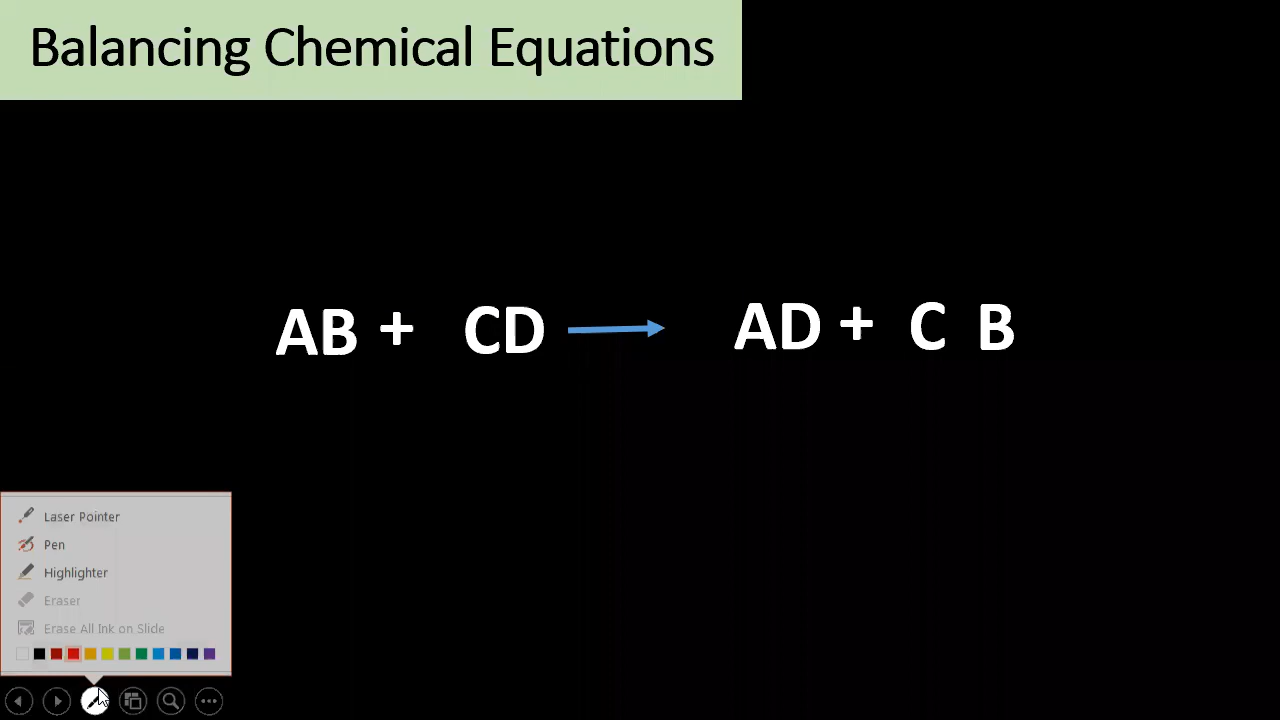 Balancing Chemical Equations
AB + CD AD + C B
Laser Pointer
Pen
Highlighter
Eraser
Erase All Ink on Slide